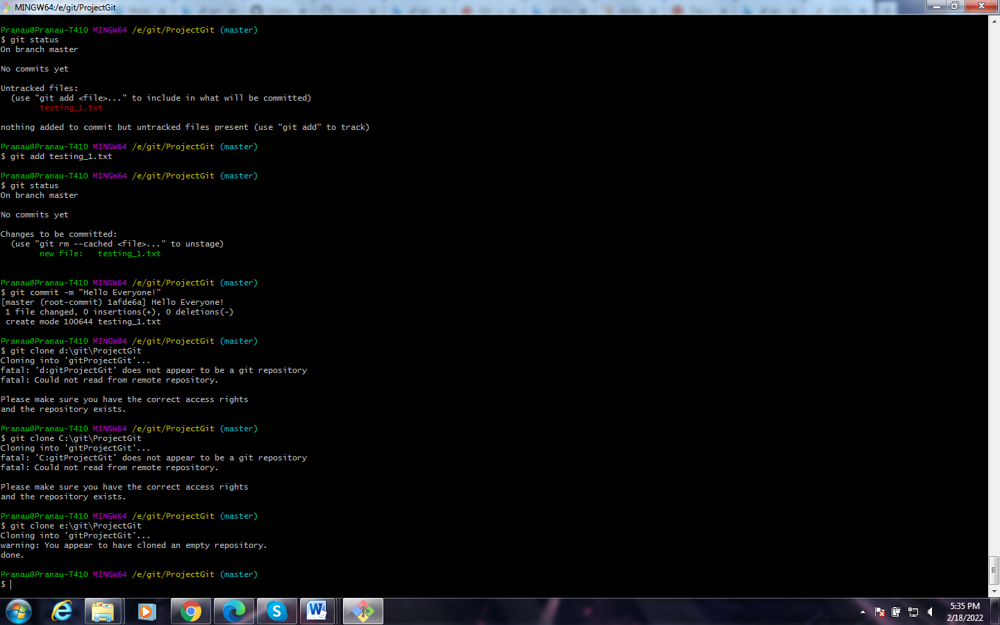 MINGW64:/e/git/ProjectGit
Pranau@Pranau-T410 MINGW64 /e/git/ProjectGit (master)
$ git status
On branch master
No commits yet
Untracked files:
  (use "git add <file>..." to include in what will be committed)
        testing_1.txt
nothing added to commit but untracked files present (use "git add" to track)
Pranau@Pranau-T410 MINGW64 /e/git/ProjectGit (master)
$ git add testing_1.txt
Pranau@Pranau-T410 MINGW64 /e/git/ProjectGit (master)
$ git status
On branch master
No commits yet
Changes to be committed:
  (use "git rm --cached <file>..." to unstage)
        new file:   testing_1.txt
Pranau@Pranau-T410 MINGW64 /e/git/ProjectGit (master)
$ git commit -m "Hello Everyone!"
[master (root-commit) 1afde6a] Hello Everyone!
 1 file changed, 0 insertions(+), 0 deletions(-)
 create mode 100644 testing_1.txt
Pranau@Pranau-T410 MINGW64 /e/git/ProjectGit (master)
$ git clone d:\git\ProjectGit
Cloning into 'gitProjectGit'...
fatal: 'd:gitProjectGit' does not appear to be a git repository
fatal: Could not read from remote repository.
Please make sure you have the correct access rights
and the repository exists.
Pranau@Pranau-T410 MINGW64 /e/git/ProjectGit (master)
$ git clone C:\git\ProjectGit
Cloning into 'gitProjectGit'...
fatal: 'C:gitProjectGit' does not appear to be a git repository
fatal: Could not read from remote repository.
Please make sure you have the correct access rights
and the repository exists.
Pranau@Pranau-T410 MINGW64 /e/git/ProjectGit (master)
$ git clone e:\git\ProjectGit
Cloning into 'gitProjectGit'...
warning: You appear to have cloned an empty repository.
done.
Pranau@Pranau-T410 MINGW64 /e/git/ProjectGit (master)
$
5:35 PM
2/18/2022